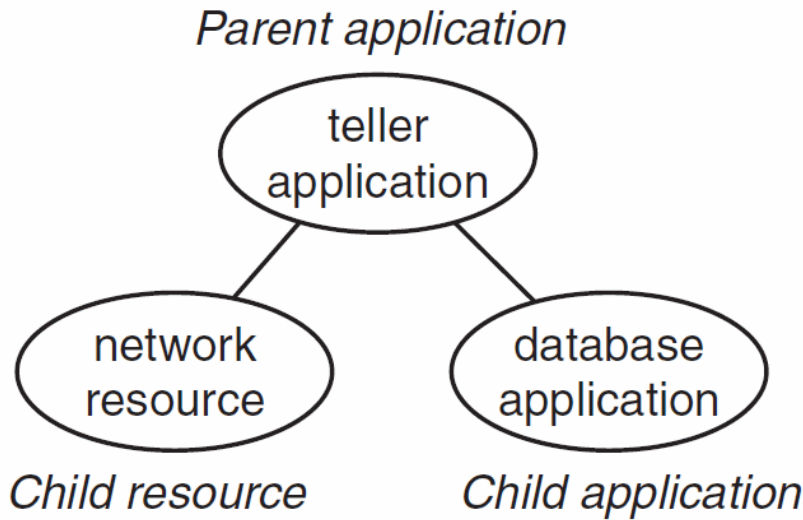 Parent application
teller
application
network
resource
database
application
Child resource
Child application